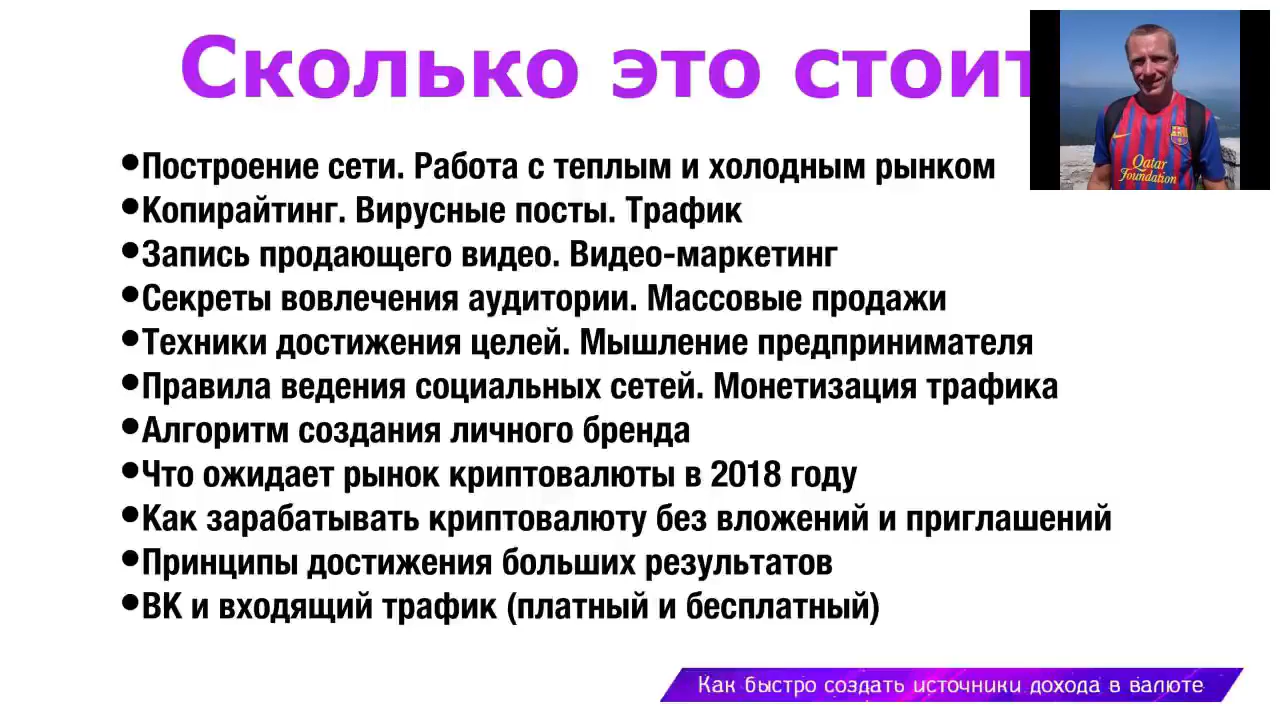 Сколько это стоит
•Построение сети. Работа с теплым и холодным рынком
•Копирайтинг. Вирусные посты. Трафик
•Запись продающего видео. Видео-маркетинг
•Секреты вовлечения аудитории. Массовые продажи
•Техники достижения целей. Мышление предпринимателя
•Правила ведения социальных сетей. Монетизация трафика
•Алгоритм создания личного бренда
•Что ожидает рынок криптовалюты в 2018 году
•Как зарабатывать криптовалюту без вложений и приглашений
•Принципы достижения больших результатов
•ВК и входящий трафик (платный и бесплатный)
Qatar
Foundation
Как быстро создать источники дохода в валюте